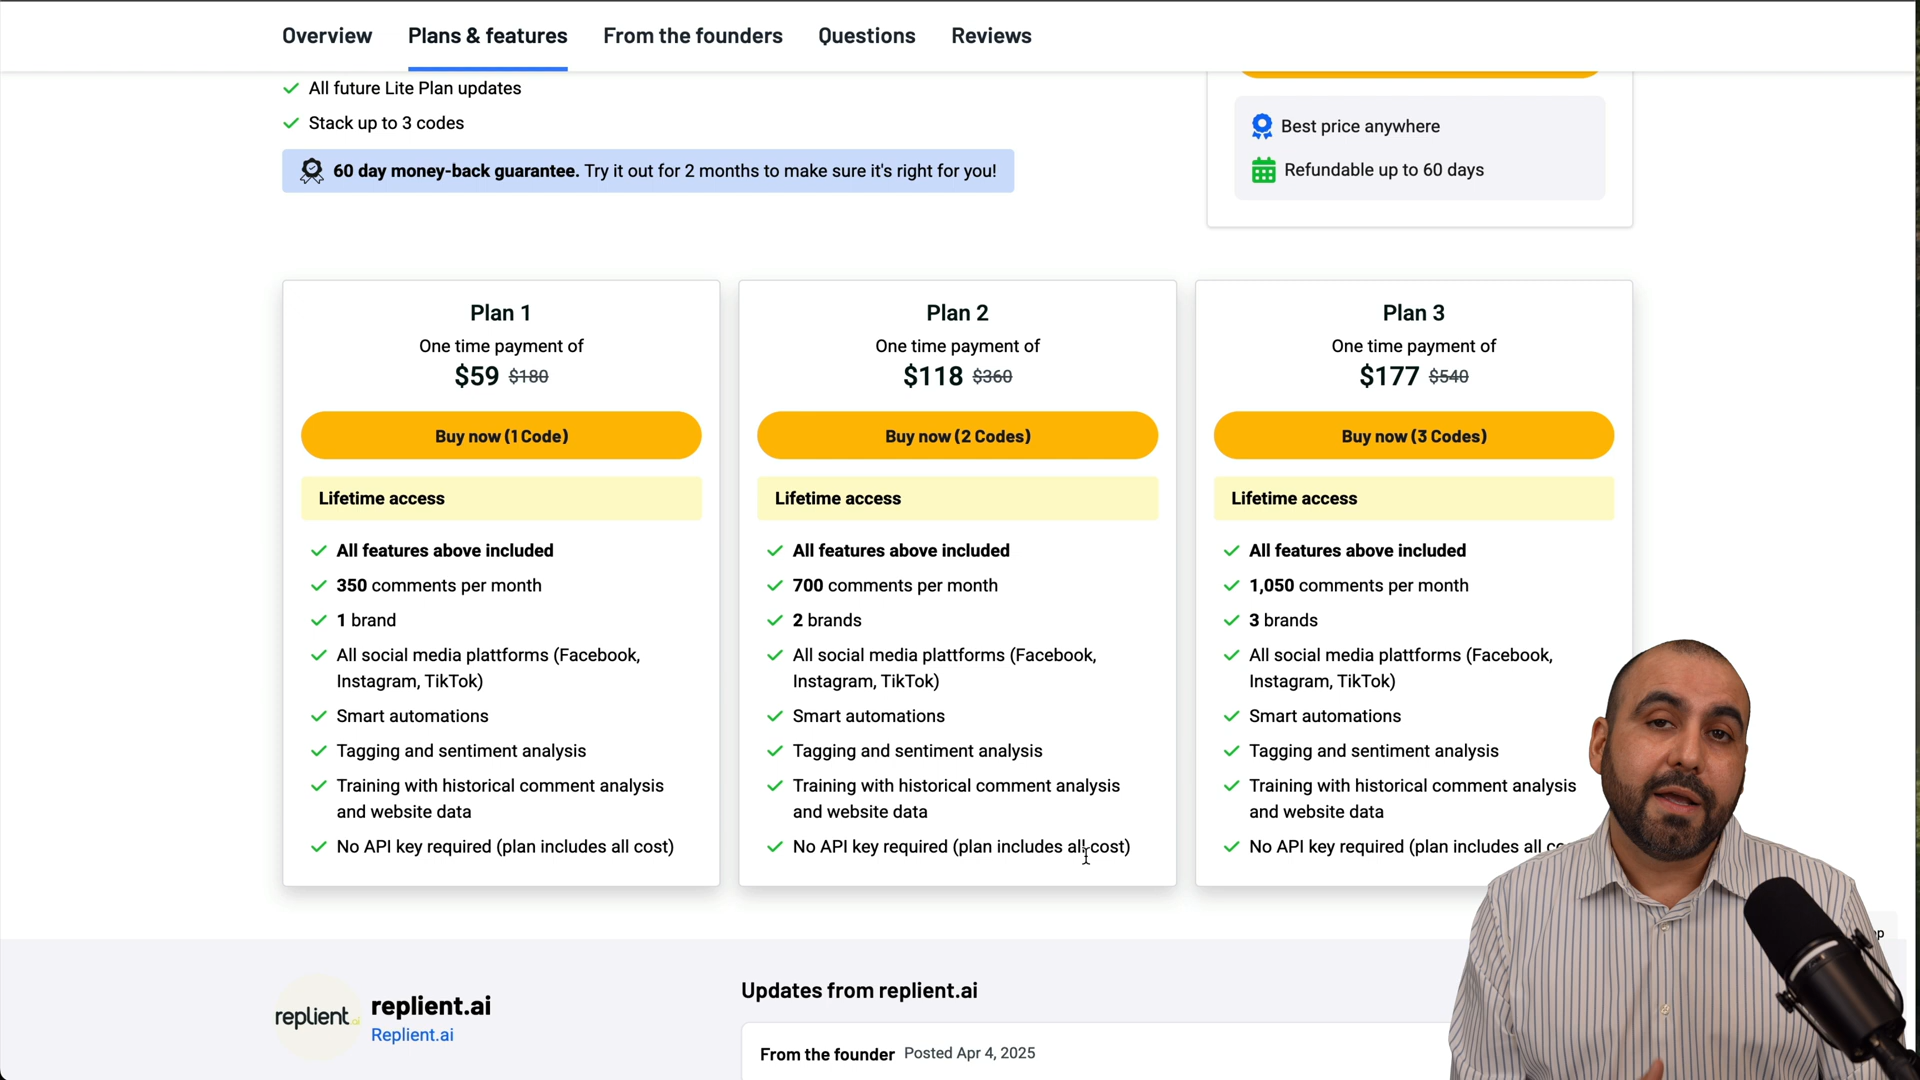 Overview Plans & features From the founders Questions Reviews
All future Lite Plan updates
Stack up to 3 codes
60 day money-back guarantee. Try it out for 2 months to make sure it's right for you!
Best price anywhere
Refundable up to 60 days
Plan 1
One time payment of
$59 $180
Buy now (1 Code)
Lifetime access
All features above included
350 comments per month
1 brand
All social media plattforms (Facebook,
Instagram, TikTok)
Smart automations
Tagging and sentiment analysis
Training with historical comment analysis
and website data
No API key required (plan includes all cost)
Plan 2
One time payment of
$118 $360
Buy now (2 Codes)
Lifetime access
All features above included
700 comments per month
2 brands
All social media plattforms (Facebook,
Instagram, TikTok)
Smart automations
Tagging and sentiment analysis
Training with historical comment analysis
and website data
No API key required (plan includes all cost)
Plan 3
One time payment of
$177 $540
Buy now (3 Codes)
Lifetime access
All features above included
1,050 comments per month
3 brands
All social media plattforms (Facebook,
Instagram, TikTok)
Smart automations
Tagging and sentiment analysis
Training with historical comment analysis
and website data
No API key required (plan includes all
replient.ai
replient.ai
Replient.ai
Updates from replient.ai
From the founder Posted Apr 4, 2025